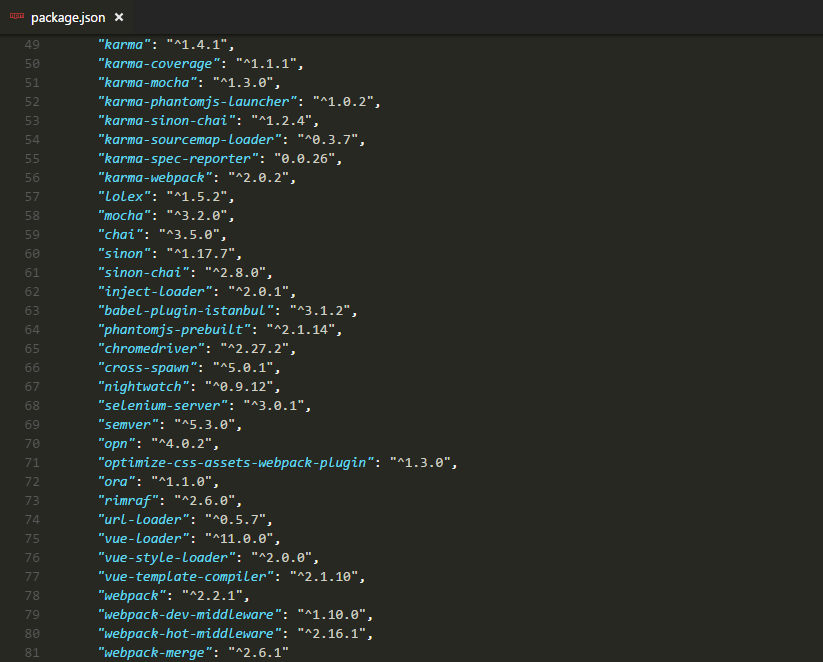 npm package.json ×
49 "karma": "^1.4.1",
50 "karma-coverage": "^1.1.1",
51 "karma-mocha": "^1.3.0",
52 "karma-phantomjs-launcher": "^1.0.2",
53 "karma-sinon-chai": "^1.2.4",
54 "karma-sourcemap-loader": "^0.3.7",
55 "karma-spec-reporter": "0.0.26",
56 "karma-webpack": "^2.0.2",
57 "lolex": "^1.5.2",
58 "mocha": "^3.2.0",
59 "chai": "^3.5.0",
60 "sinon": "^1.17.7",
61 "sinon-chai": "^2.8.0",
62 "inject-loader": "^2.0.1",
63 "babel-plugin-istanbul": "^3.1.2",
64 "phantomjs-prebuilt": "^2.1.14",
65 "chromedriver": "^2.27.2",
66 "cross-spawn": "^5.0.1",
67 "nightwatch": "^0.9.12",
68 "selenium-server": "^3.0.1",
69 "semver": "^5.3.0",
70 "opn": "^4.0.2",
71 "optimize-css-assets-webpack-plugin": "^1.3.0",
72 "ora": "^1.1.0",
73 "rimraf": "^2.6.0",
74 "url-loader": "^0.5.7",
75 "vue-loader": "^11.0.0",
76 "vue-style-loader": "^2.0.0",
77 "vue-template-compiler": "^2.1.10",
78 "webpack": "^2.2.1",
79 "webpack-dev-middleware": "^1.10.0",
80 "webpack-hot-middleware": "^2.16.1",
81 "webpack-merge": "^2.6.1"